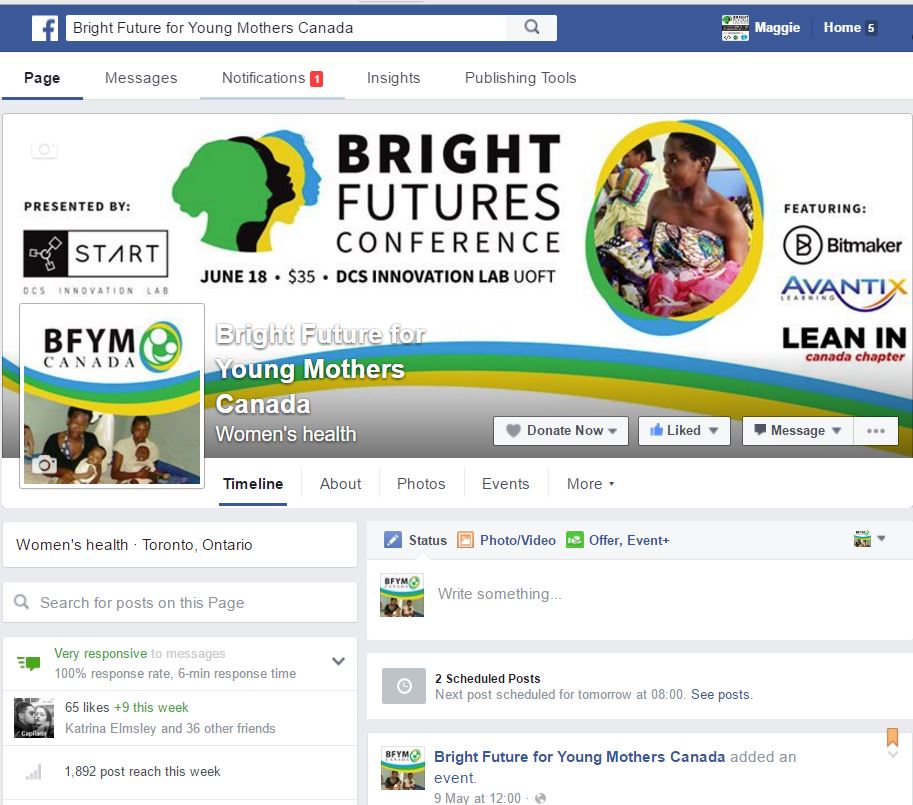 Bright Future for Young Mothers Canada
Maggie Home 5
Page Messages Notifications 1 Insights Publishing Tools
PRESENTED BY:
START
DCS INNOVATION LAB
BRIGHT
FUTURES
CONFERENCE
JUNE 18 • $35 • DCS INNOVATION LAB UOFT
FEATURING:
B Bitmaker
AVANTIX
LEARNING
LEAN IN
canada chapter
BFYM
CANADA
Bright Future for
Young Mothers
Canada
Women's health
Donate Now Liked Message
Timeline About Photos Events More
Women's health · Toronto, Ontario
Search for posts on this Page
Very responsive to messages
100% response rate, 6-min response time
65 likes +9 this week
Katrina Elmsley and 36 other friends
Capilano
1,892 post reach this week
Status Photo/Video Offer, Event+
BFYM
CANADA
Write something...
2 Scheduled Posts
Next post scheduled for tomorrow at 08:00. See posts.
BFYM
CANADA
Bright Future for Young Mothers Canada added an
event.
9 May at 12:00 ·